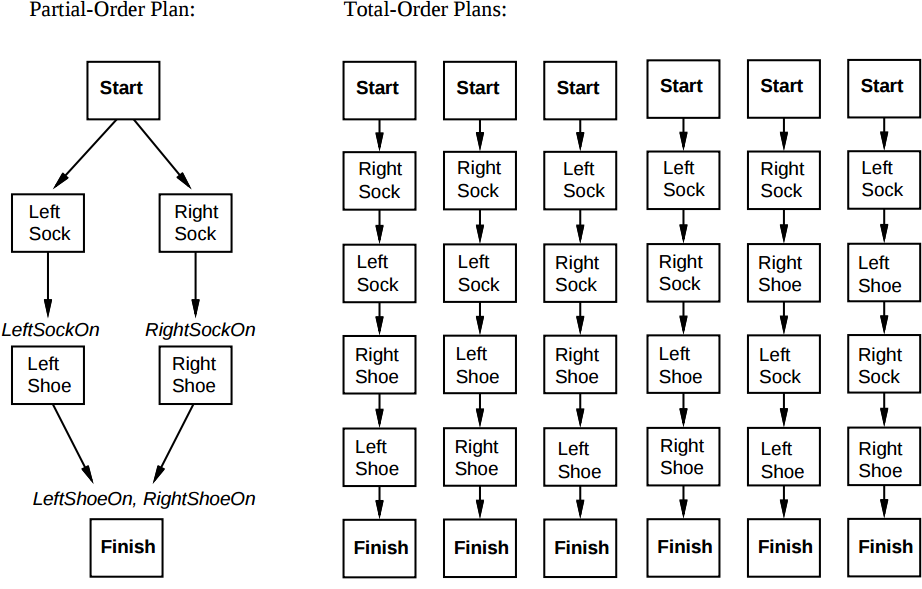 Partial-Order Plan:
Start
Left
Sock
Right
Sock
LeftSockOn
RightSockOn
Left
Shoe
Right
Shoe
LeftShoeOn, RightShoeOn
Finish
Total-Order Plans:
Start
Right
Sock
Left
Sock
Right
Shoe
Left
Shoe
Finish
Start
Right
Sock
Left
Sock
Left
Shoe
Right
Shoe
Finish
Start
Left
Sock
Right
Sock
Right
Shoe
Left
Shoe
Finish
Start
Left
Sock
Right
Sock
Left
Shoe
Right
Shoe
Finish
Start
Right
Sock
Right
Shoe
Left
Sock
Left
Shoe
Finish
Start
Left
Sock
Left
Shoe
Right
Sock
Right
Shoe
Finish